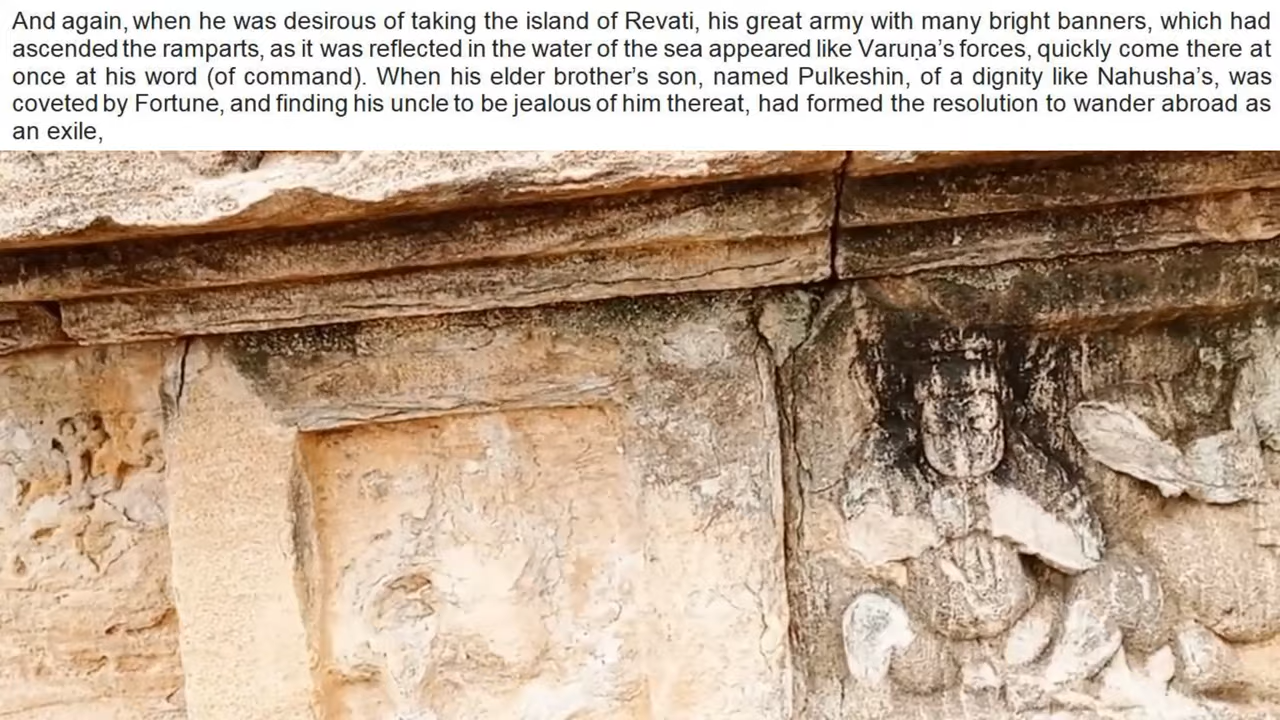 And again, when he was desirous of taking the island of Revati, his great army with many bright banners, which had
ascended the ramparts, as it was reflected in the water of the sea appeared like Varuṇa’s forces, quickly come there at
once at his word (of command). When his elder brother’s son, named Pulkeshin, of a dignity like Nahusha’s, was
coveted by Fortune, and finding his uncle to be jealous of him thereat, had formed the resolution to wander abroad as
an exile,